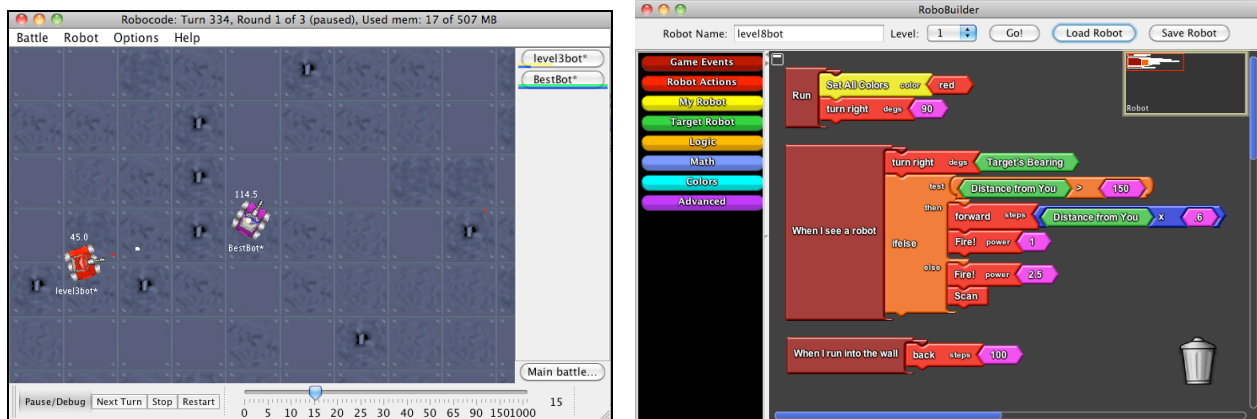 Robocode: Turn 334, Round 1 of 3 (paused), Used mem: 17 of 507 MB
Battle Robot Options Help
level3bot*
BestBot*
114.5
BestBot*
45.0
level3bot*
Main battle...
Pause/Debug Next Turn Stop Restart
0 5 10 15 20 30 40 50 65 90 1501000
15
RoboBuilder
Robot Name: level8bot Level: 1 Go! Load Robot Save Robot
Game Events
Robot Actions
My Robot
Target Robot
Logic
Math
Colors
Advanced
Robot
Run
Set All Colors color red
turn right degs 90
When I see a robot
turn right degs Target's Bearing
ifelse
test Distance from You > 150
then forward steps Distance from You x .6
Fire! power 1
else Fire! power 2.5
Scan
When I run into the wall back steps 100